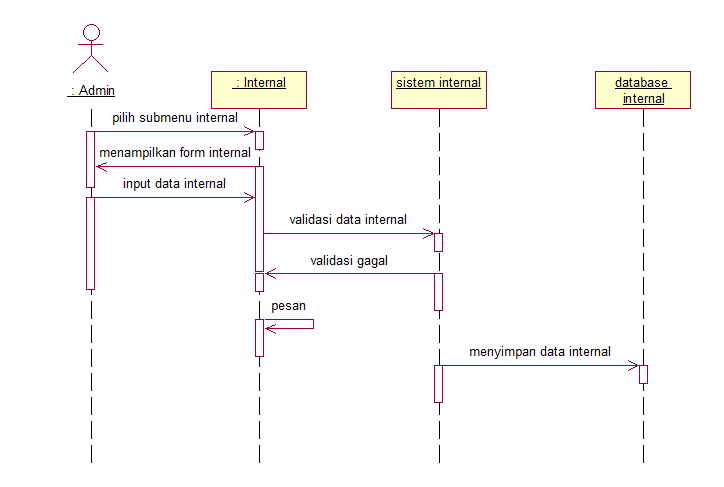 : Admin
: Internal
sistem internal
database
internal
pilih submenu internal
menampilkan form internal
input data internal
validasi data internal
validasi gagal
pesan
menyimpan data internal